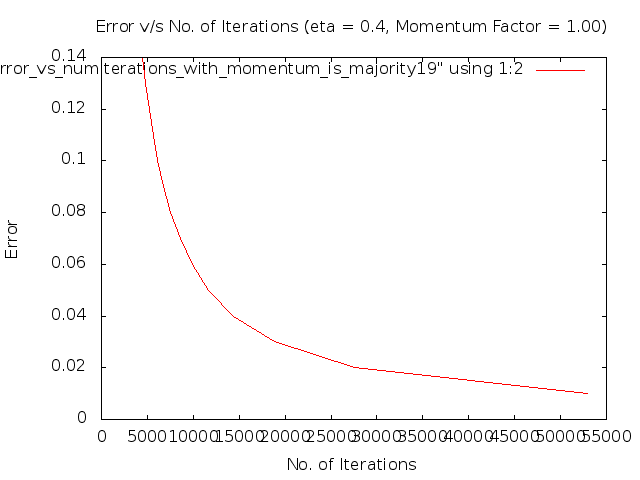 Error v/s No. of Iterations (eta = 0.4, Momentum Factor = 1.00)
rror_vs_numiterations_with_momentum_is_majority19" using 1:2
0.14
0.12
0.1
0.08
0.06
0.04
0.02
0
Error
0 5000 10000 15000 20000 25000 30000 35000 40000 45000 50000 55000
No. of Iterations